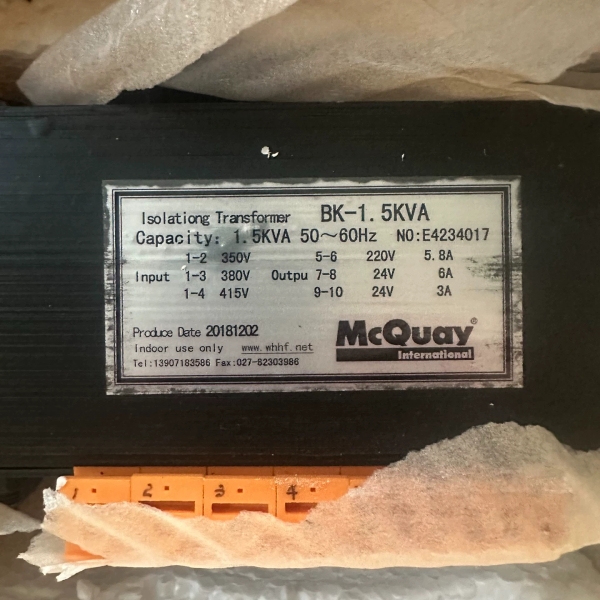 Isolationg Transformer BK-1.5KVA
Capacity: 1.5KVA 50～60Hz NO:E4234017
1-2 350V 5-6 220V 5.8A
Input 1-3 380V Outpu 7-8 24V 6A
1-4 415V 9-10 24V 3A
Produce Date 20181202
Indoor use only www.whhf.net
Tel:13907183586 Fax:027-82303986
McQuay®
International
1 2 3 4